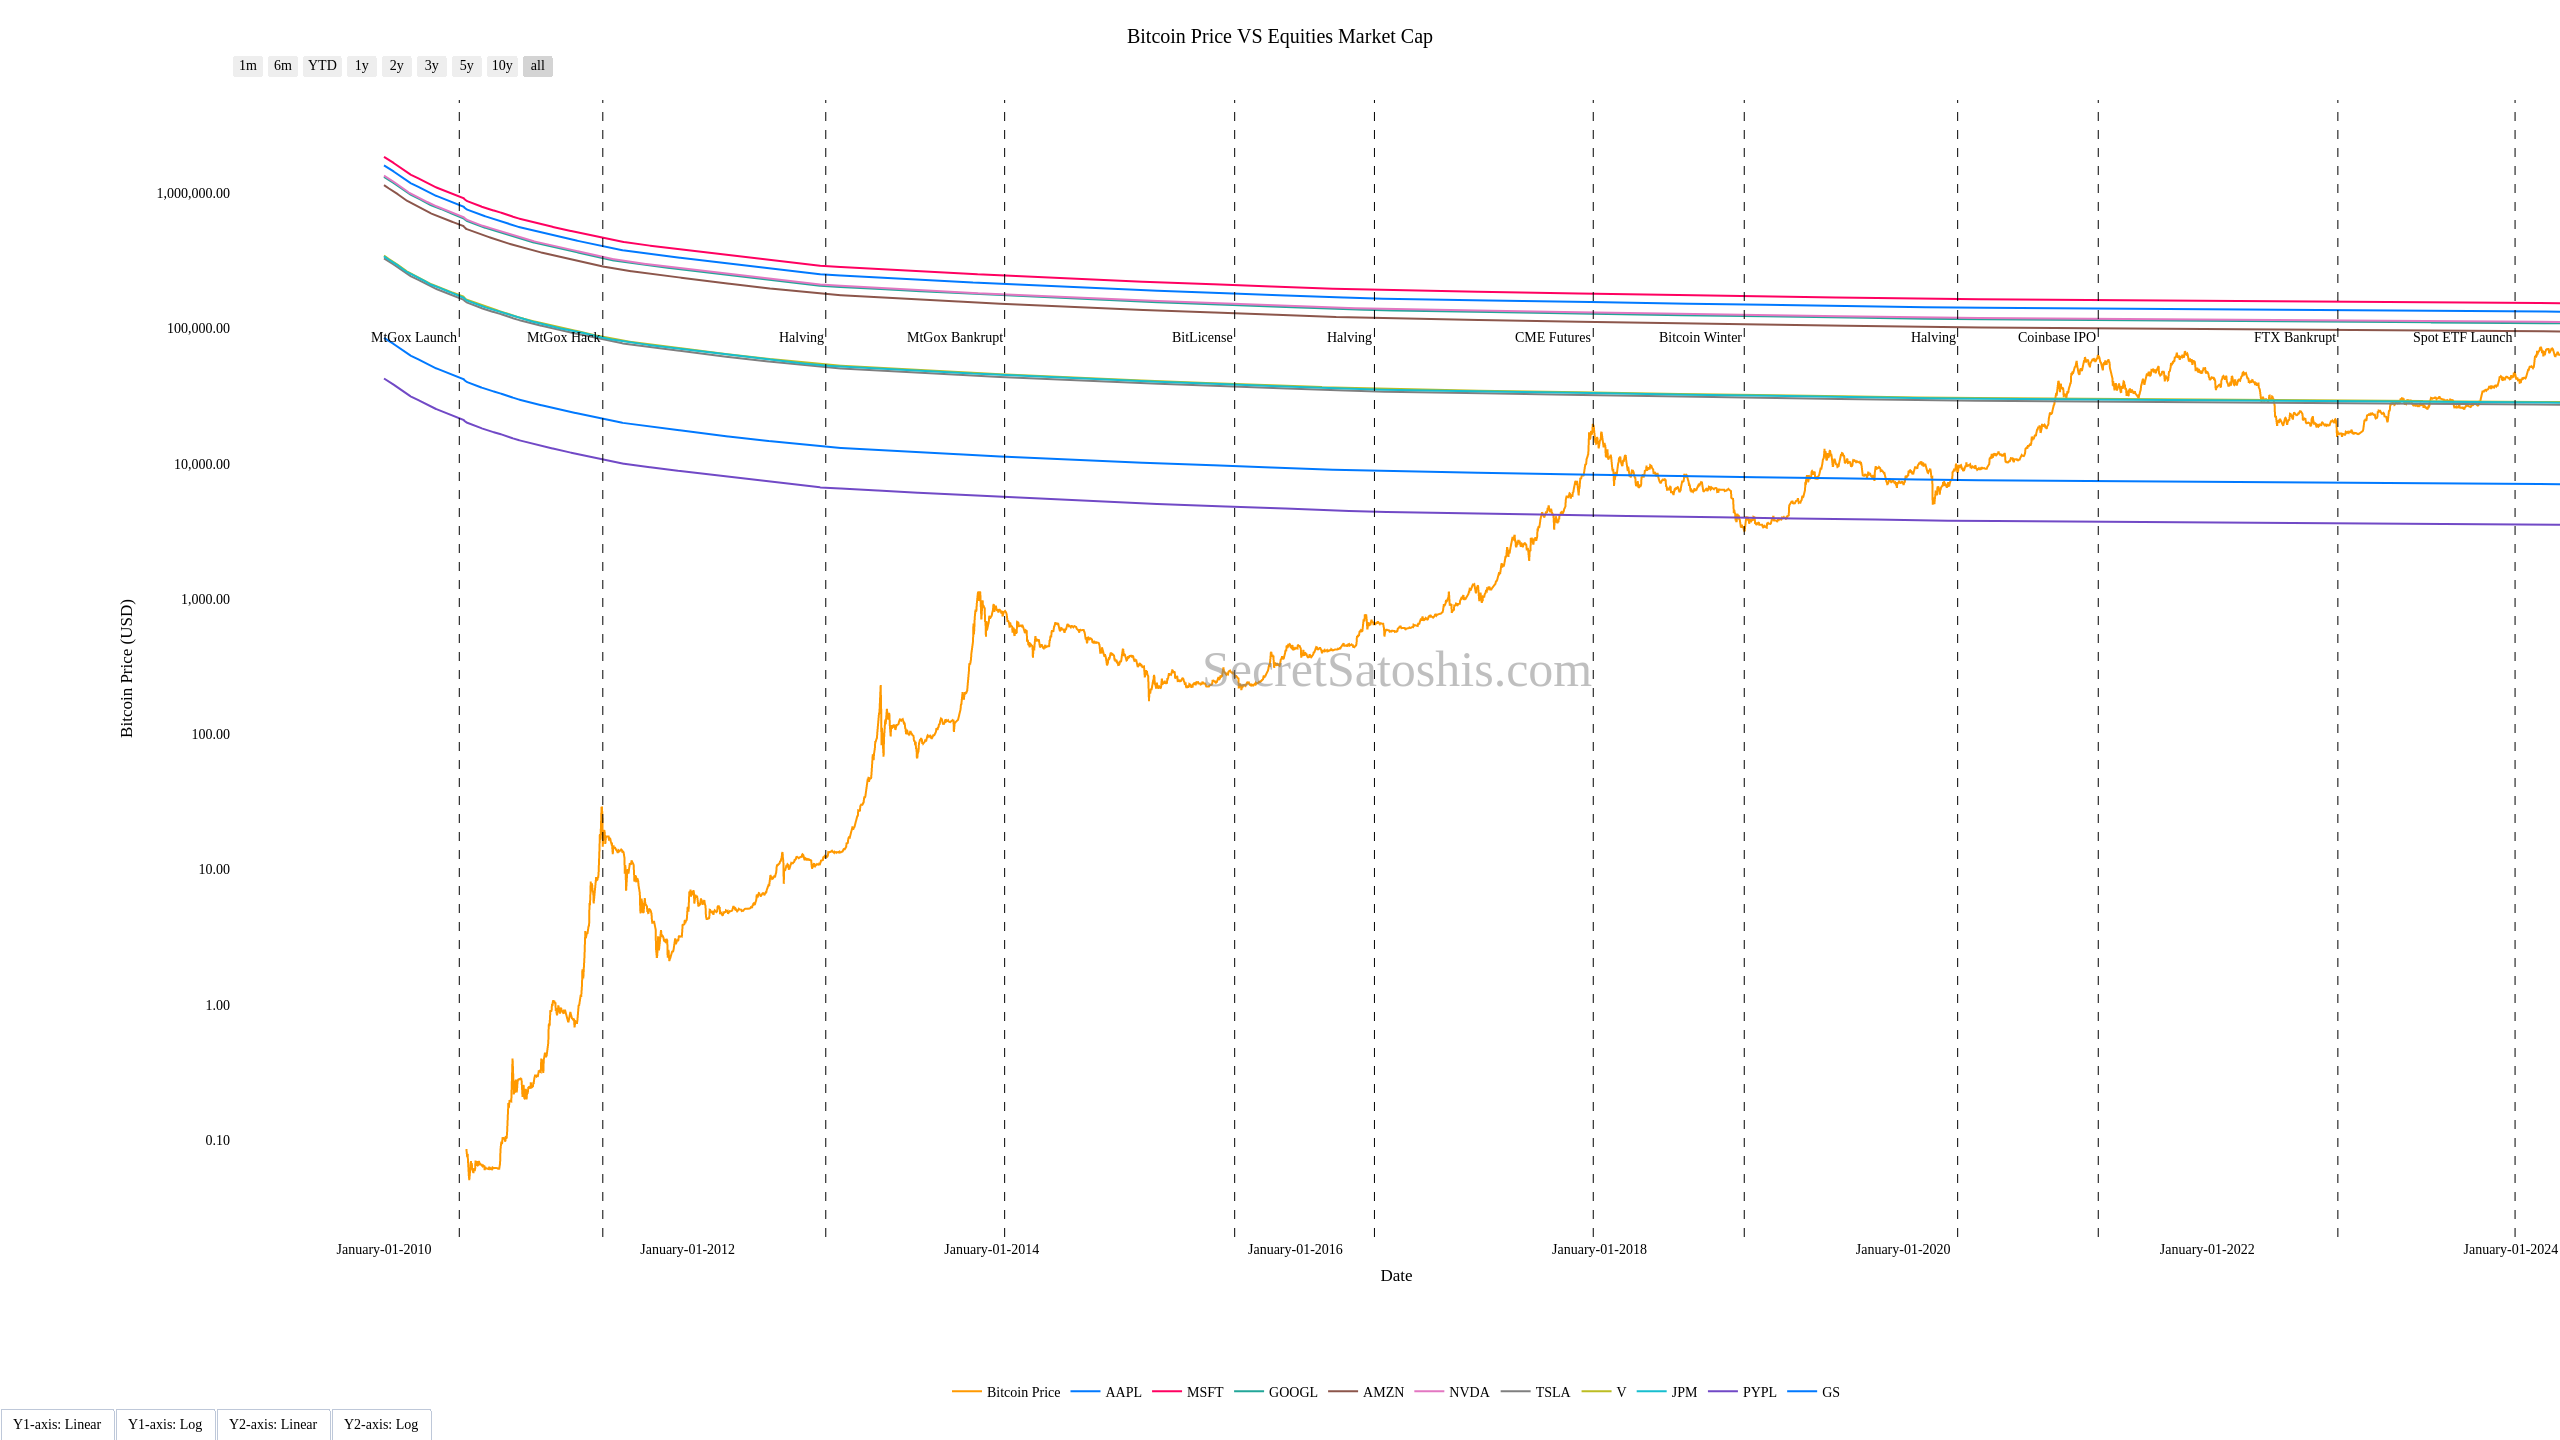 Bitcoin Price VS Equities Market Cap
1m 6m YTD 1y 2y 3y 5y 10y all
1,000,000.00
100,000.00
10,000.00
1,000.00
100.00
10.00
1.00
0.10
Bitcoin Price (USD)
MtGox Launch MtGox Hack Halving MtGox Bankrupt BitLicense Halving CME Futures Bitcoin Winter Halving Coinbase IPO FTX Bankrupt Spot ETF Launch
SecretSatoshis.com
January-01-2010 January-01-2012 January-01-2014 January-01-2016 January-01-2018 January-01-2020 January-01-2022 January-01-2024
Date
Bitcoin Price AAPL MSFT GOOGL AMZN NVDA TSLA V JPM PYPL GS
Y1-axis: Linear Y1-axis: Log Y2-axis: Linear Y2-axis: Log